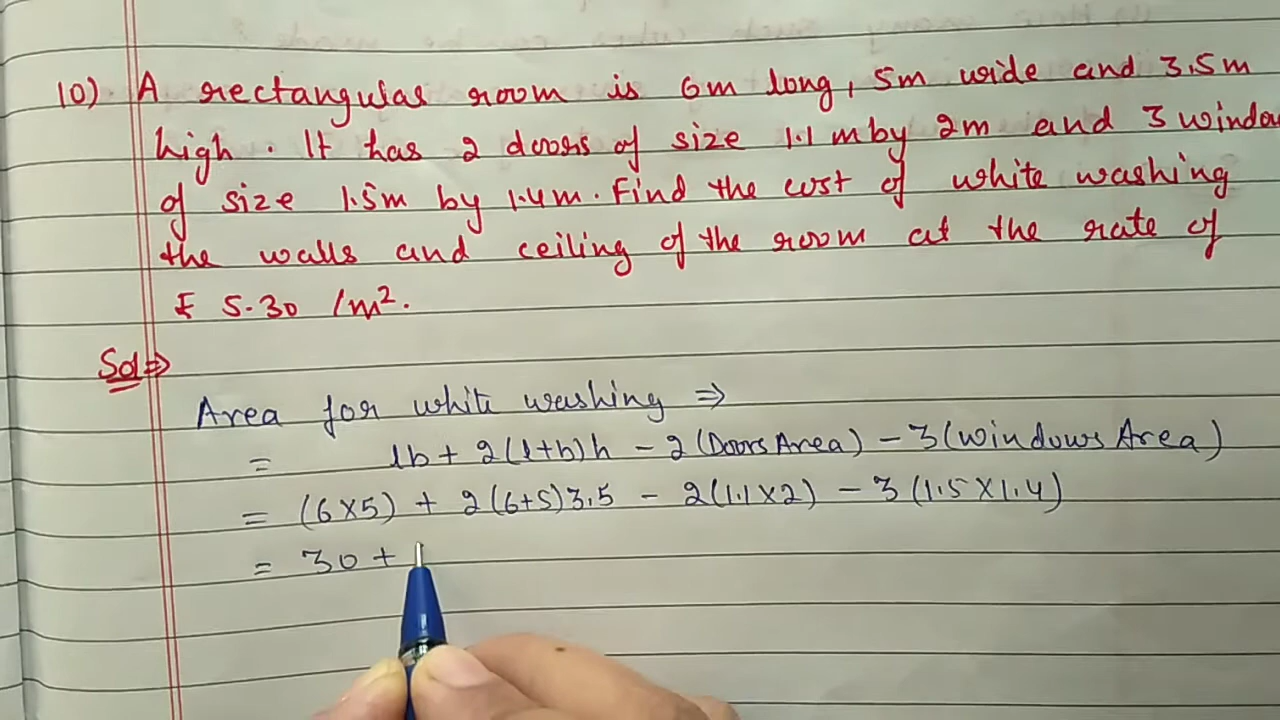 10) A rectangular room is 6m long, 5m wide and 3.5m
high. It has 2 doors of size 1.1 m by 2m and 3 window
of size 1.5m by 1.4m. Find the cost of white washing
the walls and ceiling of the room at the rate of
₹ 5.30 /m².
Sol⇒
Area for white washing ⇒
= lb + 2(l+b)h - 2(Doors Area) - 3(windows Area)
= (6×5) + 2(6+5)3.5 - 2(1.1×2) - 3(1.5×1.4)
= 30 +